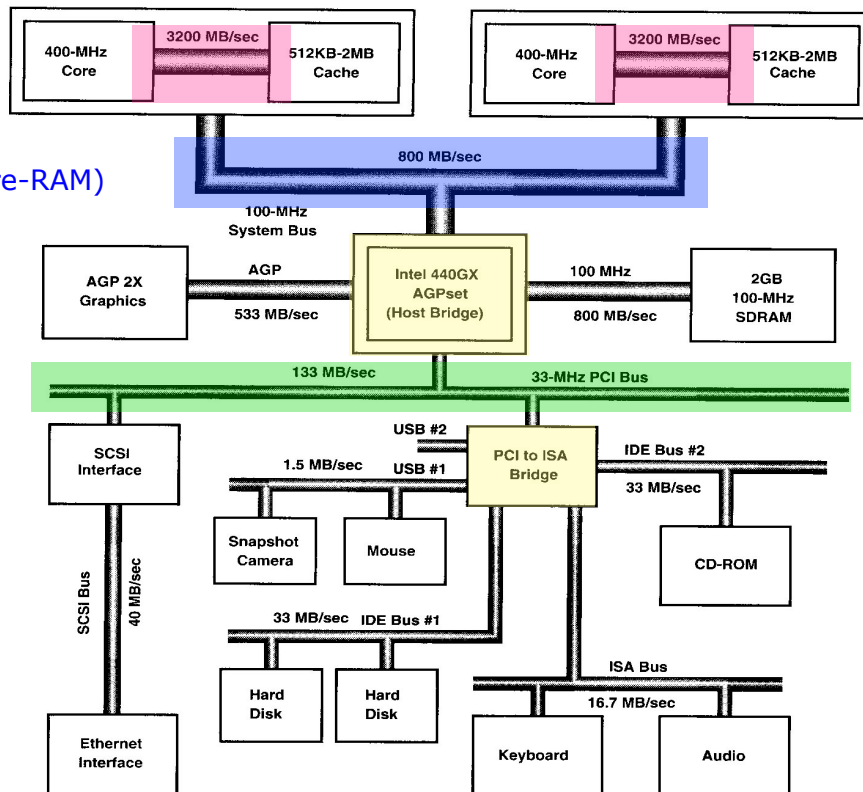 3200 MB/sec
400-MHz
Core
512KB-2MB
Cache
3200 MB/sec
400-MHz
Core
512KB-2MB
Cache
800 MB/sec
e-RAM)
100-MHz
System Bus
AGP 2X
Graphics
AGP
533 MB/sec
Intel 440GX
AGPset
(Host Bridge)
100 MHz
800 MB/sec
2GB
100-MHz
SDRAM
133 MB/sec
33-MHz PCI Bus
SCSI
Interface
USB #2
1.5 MB/sec
USB #1
PCI to ISA
Bridge
IDE Bus #2
33 MB/sec
Snapshot
Camera
Mouse
CD-ROM
SCSI Bus
40 MB/sec
33 MB/sec
IDE Bus #1
Hard
Disk
Hard
Disk
ISA Bus
16.7 MB/sec
Ethernet
Interface
Keyboard
Audio